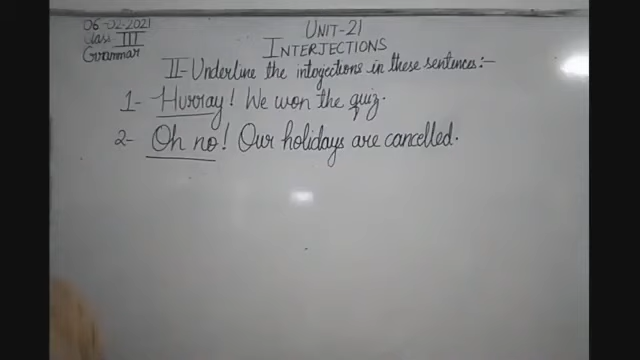 06-02-2021
Class III
Grammar
UNIT-21
INTERJECTIONS
II- Underline the intojections in these sentences:-
1- Hurray! We won the quiz.
2- Oh no! Our holidays are cancelled.